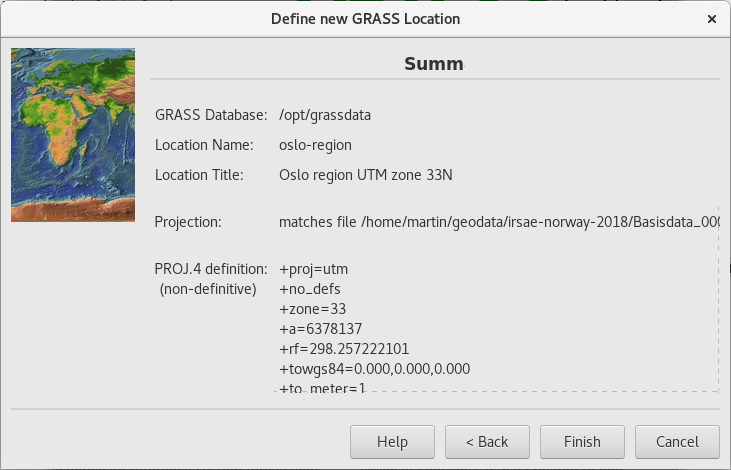 Define new GRASS Location
Summ
GRASS Database: /opt/grassdata
Location Name: oslo-region
Location Title: Oslo region UTM zone 33N
Projection: matches file /home/martin/geodata/irsae-norway-2018/Basisdata_00
PROJ.4 definition: +proj=utm
(non-definitive) +no_defs
+zone=33
+a=6378137
+rf=298.257222101
+towgs84=0.000,0.000,0.000
+to_meter=1
Help < Back Finish Cancel